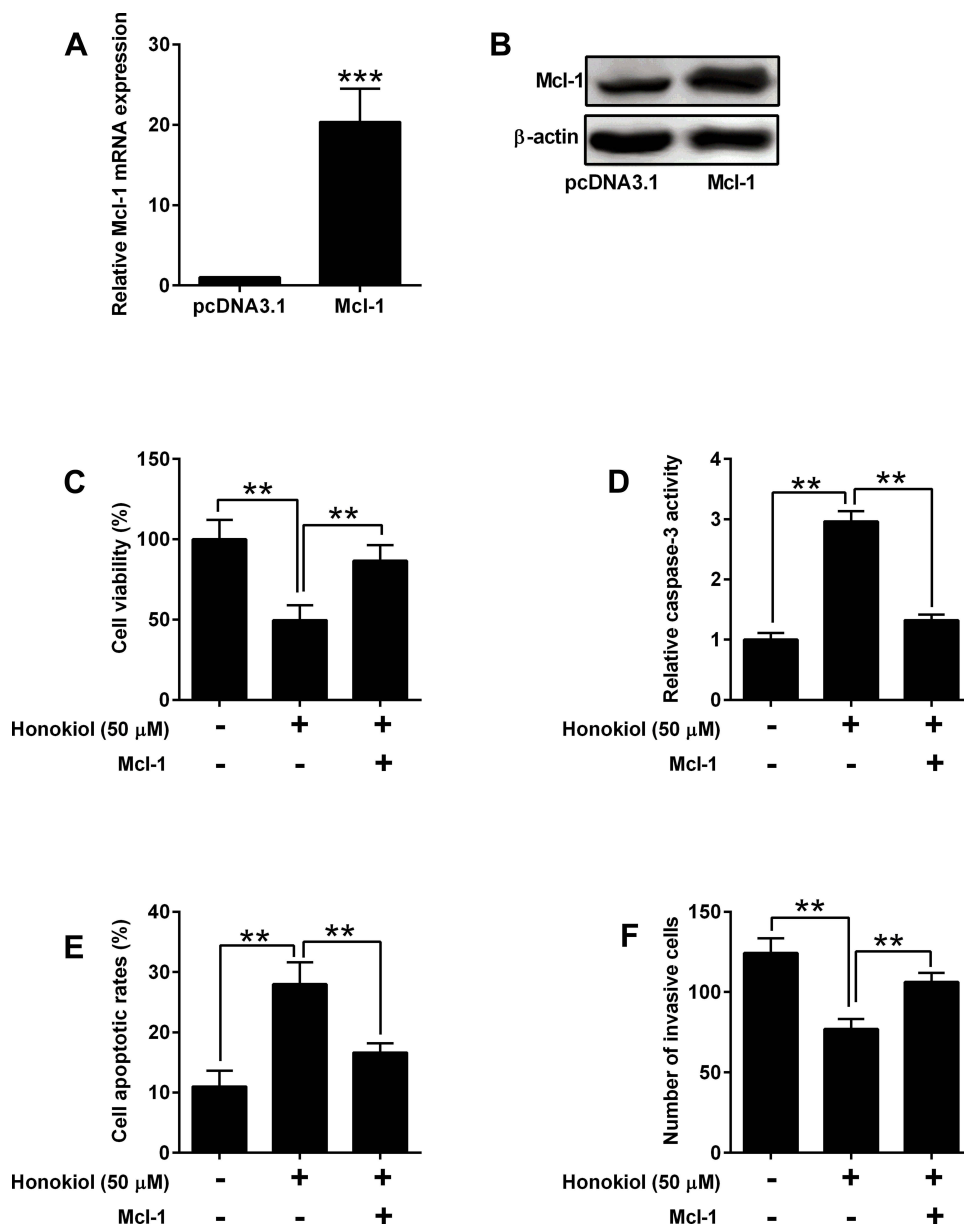 A
Relative Mcl-1 mRNA expression
30
20
10
0
***
pcDNA3.1 Mcl-1
B
Mcl-1
β-actin
pcDNA3.1 Mcl-1
C
Cell viability (%)
150
100
50
0
** **
Honokiol (50 μM) - + +
Mcl-1 - - +
D
Relative caspase-3 activity
4
3
2
1
0
** **
Honokiol (50 μM) - + +
Mcl-1 - - +
E
Cell apoptotic rates (%)
40
30
20
10
0
** **
Honokiol (50 μM) - + +
Mcl-1 - - +
F
Number of invasive cells
150
100
50
0
** **
Honokiol (50 μM) - + +
Mcl-1 - - +